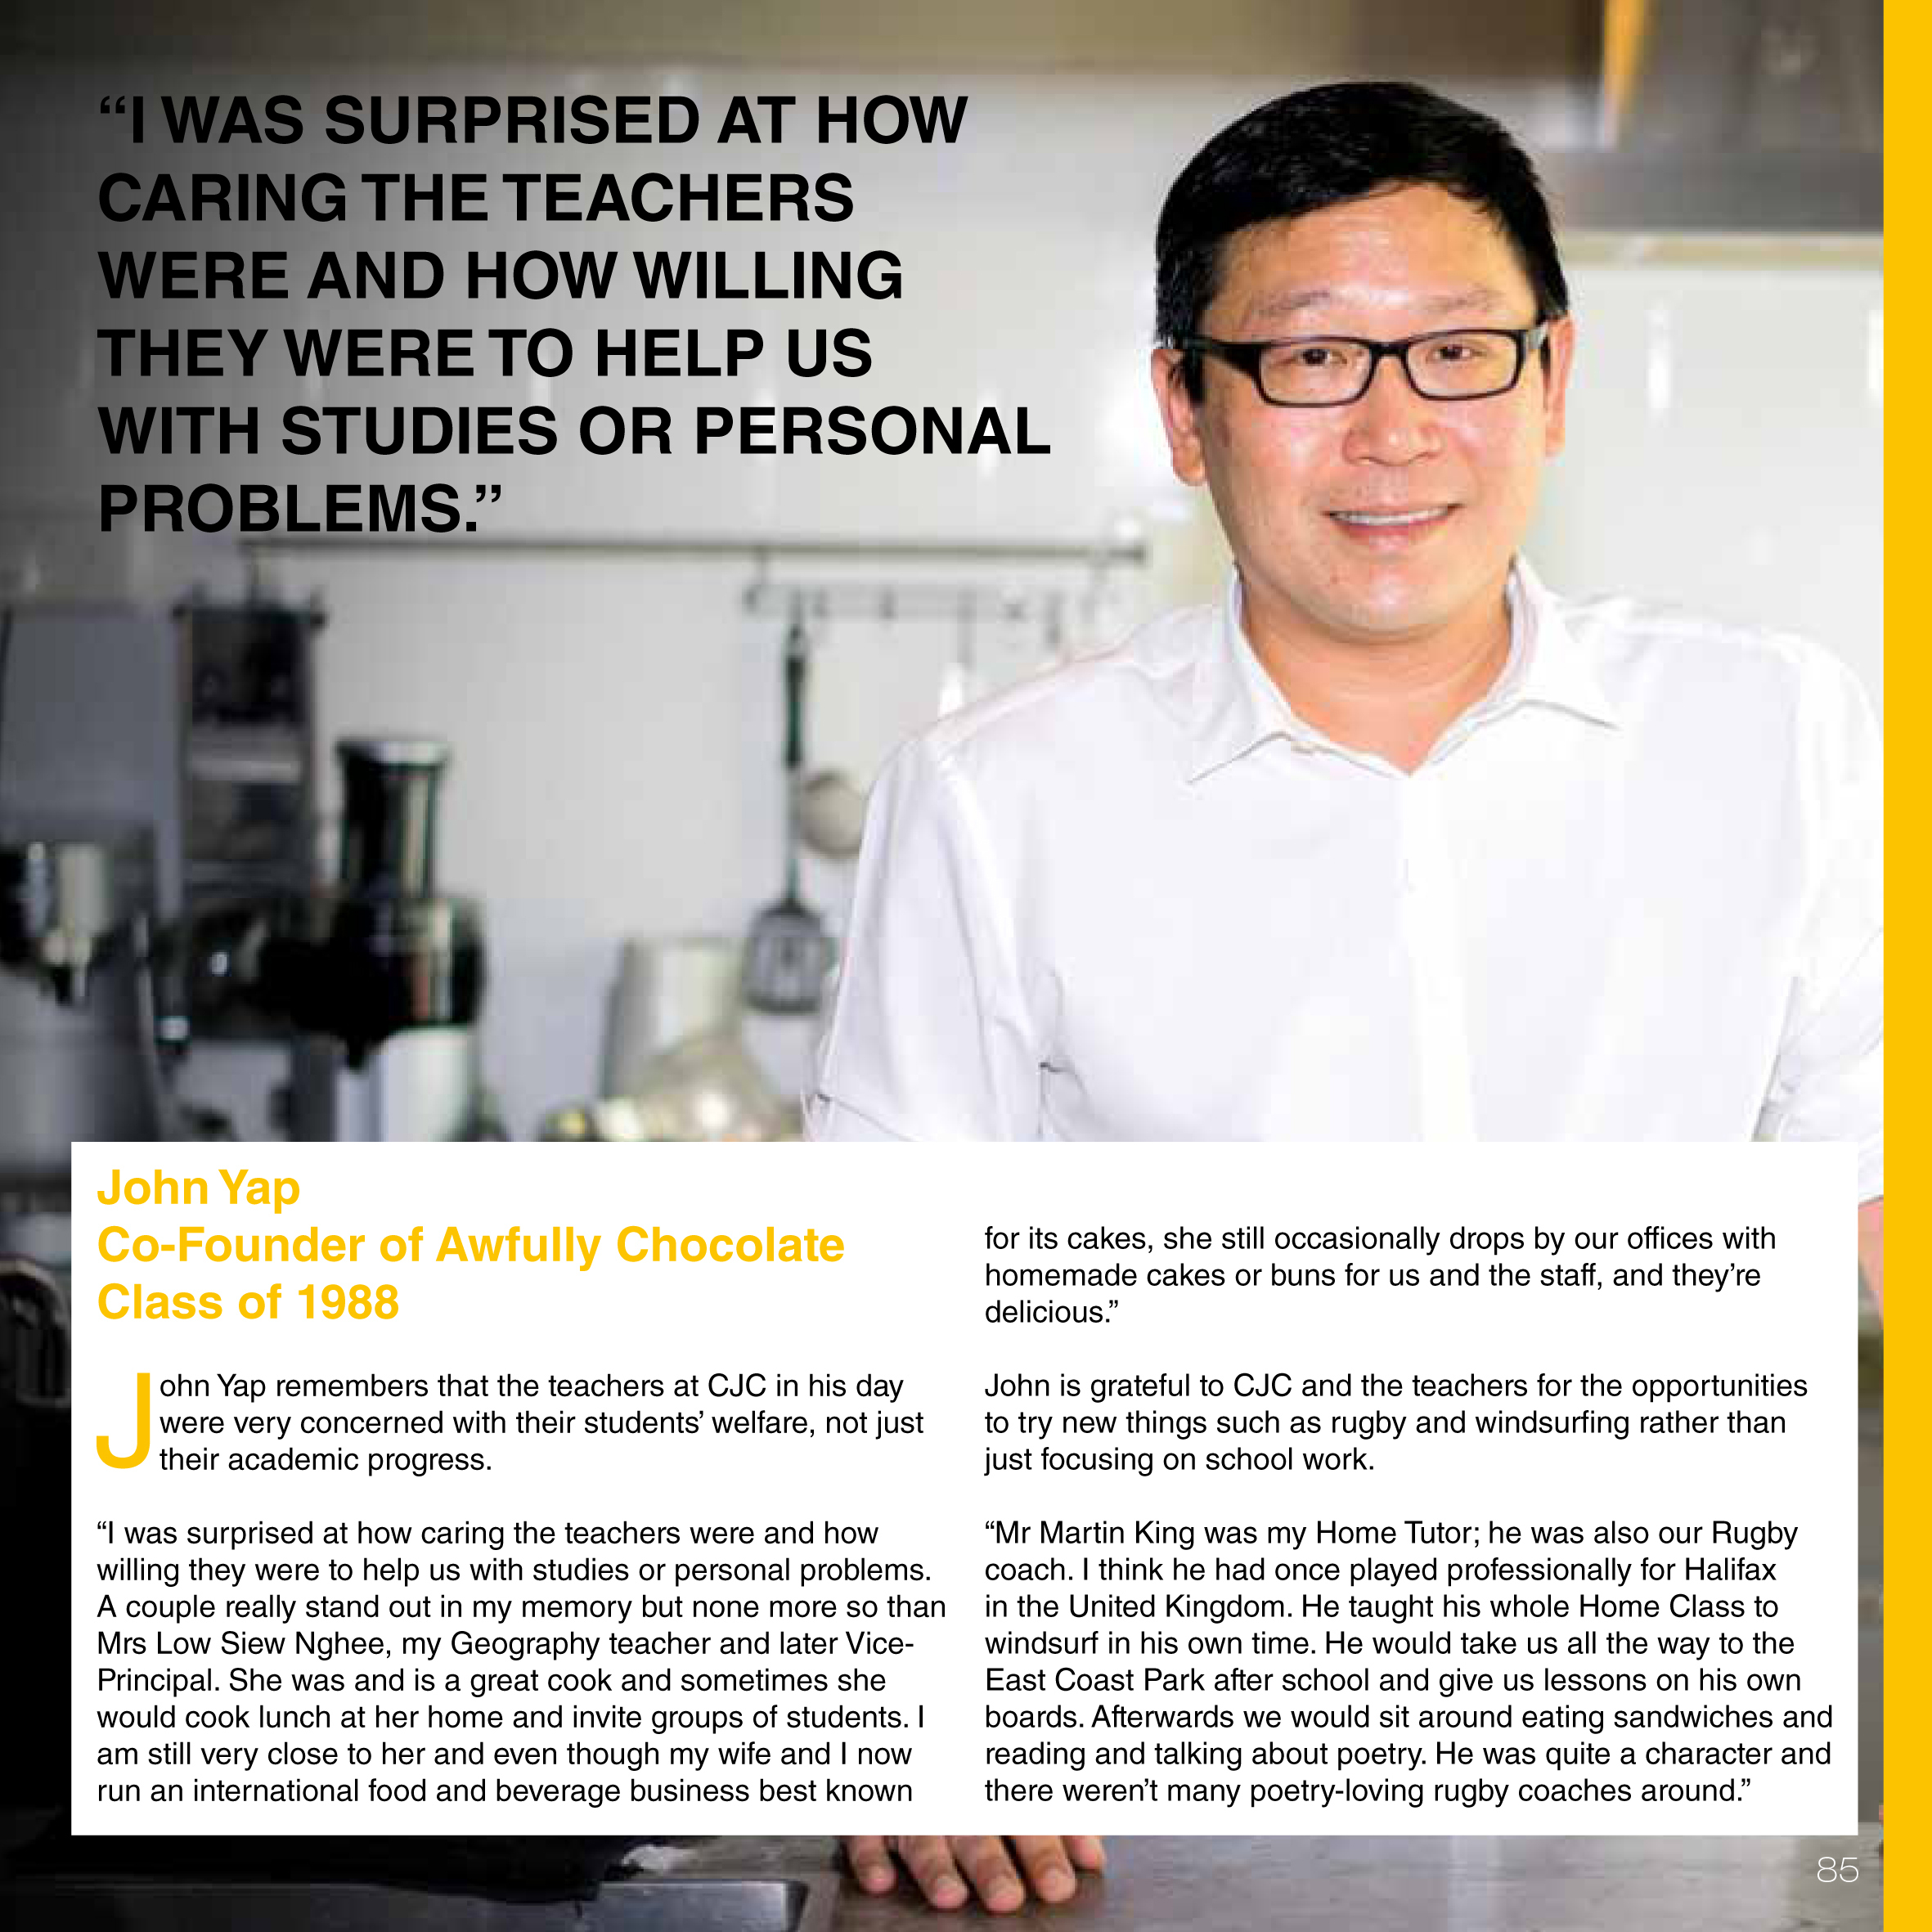 “I WAS SURPRISED AT HOW
CARING THE TEACHERS
WERE AND HOW WILLING
THEY WERE TO HELP US
WITH STUDIES OR PERSONAL
PROBLEMS.”
John Yap
Co-Founder of Awfully Chocolate
Class of 1988
John Yap remembers that the teachers at CJC in his day
were very concerned with their students’ welfare, not just
their academic progress.
“I was surprised at how caring the teachers were and how
willing they were to help us with studies or personal problems.
A couple really stand out in my memory but none more so than
Mrs Low Siew Nghee, my Geography teacher and later Vice-
Principal. She was and is a great cook and sometimes she
would cook lunch at her home and invite groups of students. I
am still very close to her and even though my wife and I now
run an international food and beverage business best known
for its cakes, she still occasionally drops by our offices with
homemade cakes or buns for us and the staff, and they’re
delicious.”
John is grateful to CJC and the teachers for the opportunities
to try new things such as rugby and windsurfing rather than
just focusing on school work.
“Mr Martin King was my Home Tutor; he was also our Rugby
coach. I think he had once played professionally for Halifax
in the United Kingdom. He taught his whole Home Class to
windsurf in his own time. He would take us all the way to the
East Coast Park after school and give us lessons on his own
boards. Afterwards we would sit around eating sandwiches and
reading and talking about poetry. He was quite a character and
there weren’t many poetry-loving rugby coaches around.”
85